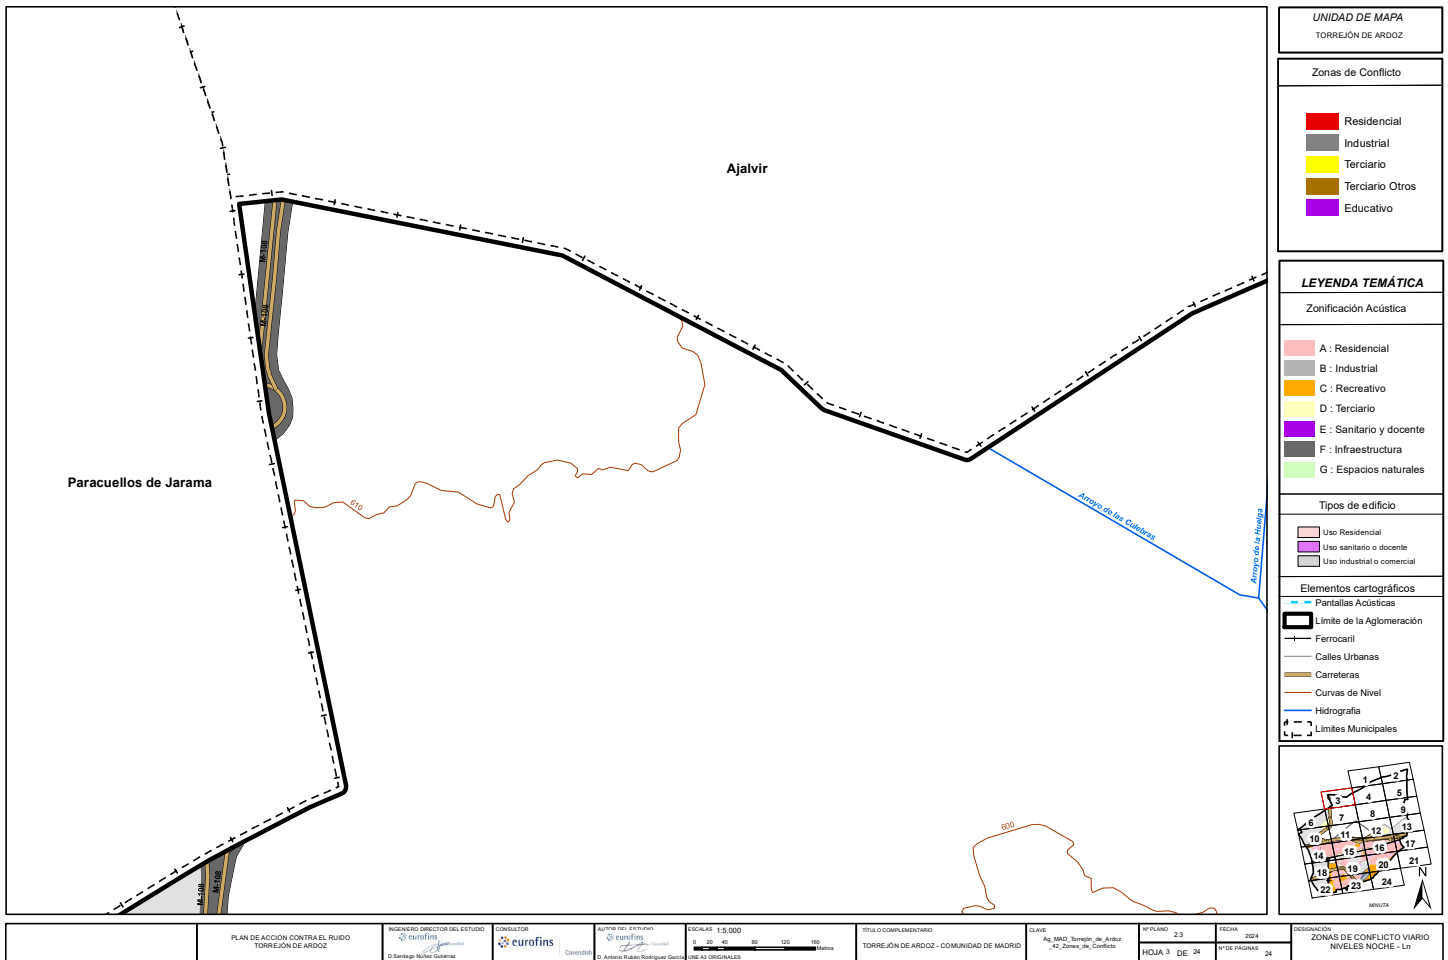 UNIDAD DE MAPA
TORREJÓN DE ARDOZ
Zonas de Conflicto
Residencial
Industrial
Terciario
Terciario Otros
Educativo
LEYENDA TEMÁTICA
Zonificación Acústica
A : Residencial
B : Industrial
C : Recreativo
D : Terciario
E : Sanitario y docente
F : Infraestructura
G : Espacios naturales
Tipos de edificio
Uso Residencial
Uso sanitario o docente
Uso industrial o comercial
Elementos cartográficos
Pantallas Acústicas
Límite de la Aglomeración
Ferrocaril
Calles Urbanas
Carreteras
Curvas de Nivel
Hidrografia
Límites Municipales
1 2
3 4 5
6 7 8 9
10 11 12 13
14 15 16 17
18 19 20 21
22 23 24
N
MINUTA
Ajalvir
Paracuellos de Jarama
M-108
M-108
M-108
M-108
610
600
Arroyo de las Culebras
Arroyo de la Huelga
PLAN DE ACCION CONTRA EL RUIDO
TORREJÓN DE ARDOZ
INGENIERO DIRECTOR DEL ESTUDIO
eurofins
D.Santiago Núñez Gutiérrez
CONSULTOR
eurofins
Cavendish
AUTOR DEL ESTUDIO
eurofins
D. Antonio Rubén Rodríguez García
ESCALAS 1:5.000
0 20 40 80 120 160
Metros
UNE A3 ORIGINALES
TÍTULO COMPLEMENTARIO
TORREJÓN DE ARDOZ - COMUNIDAD DE MADRID
CLAVE
Ag_MAD_Torrejón_de_Ardoz
_42_Zonas_de_Conflicto
Nº PLANO 2.3
HOJA 3 DE 24
FECHA 2024
Nº DE PÁGINAS 24
DESIGNACIÓN
ZONAS DE CONFLICTO VIARIO
NIVELES NOCHE - Ln